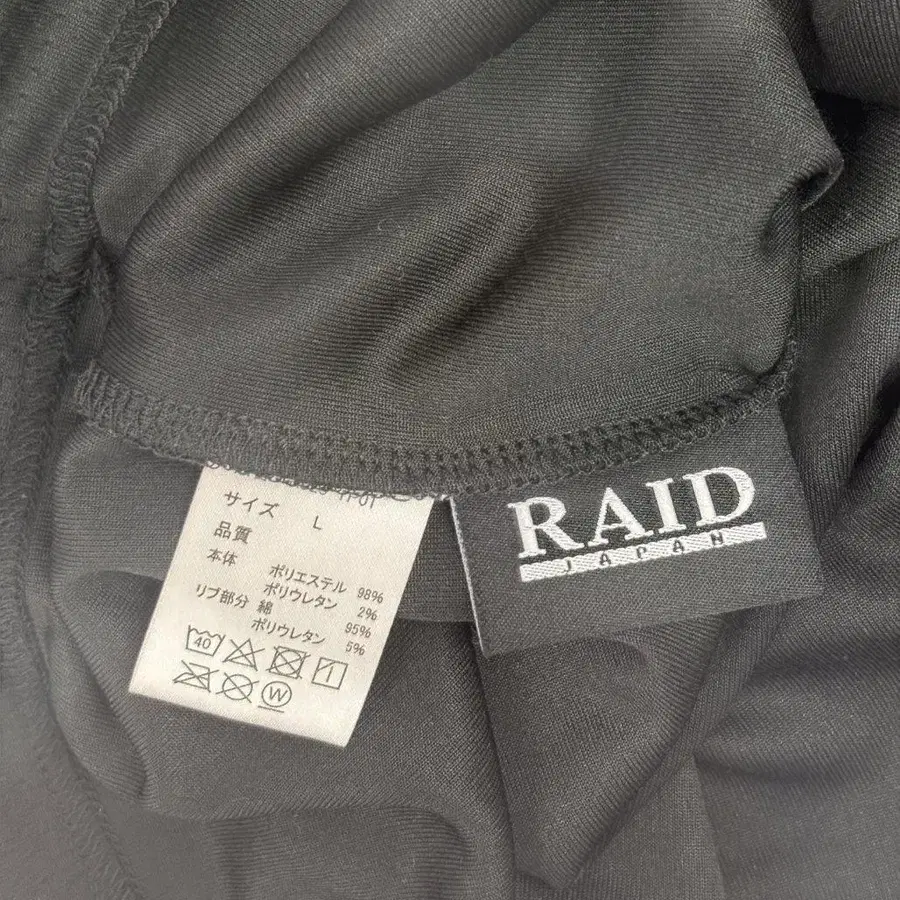 サイズ L
品質
本体 ポリエステル 98%
ポリウレタン 2%
リブ部分 綿 95%
ポリウレタン 5%
40
W
RAID
JAPAN